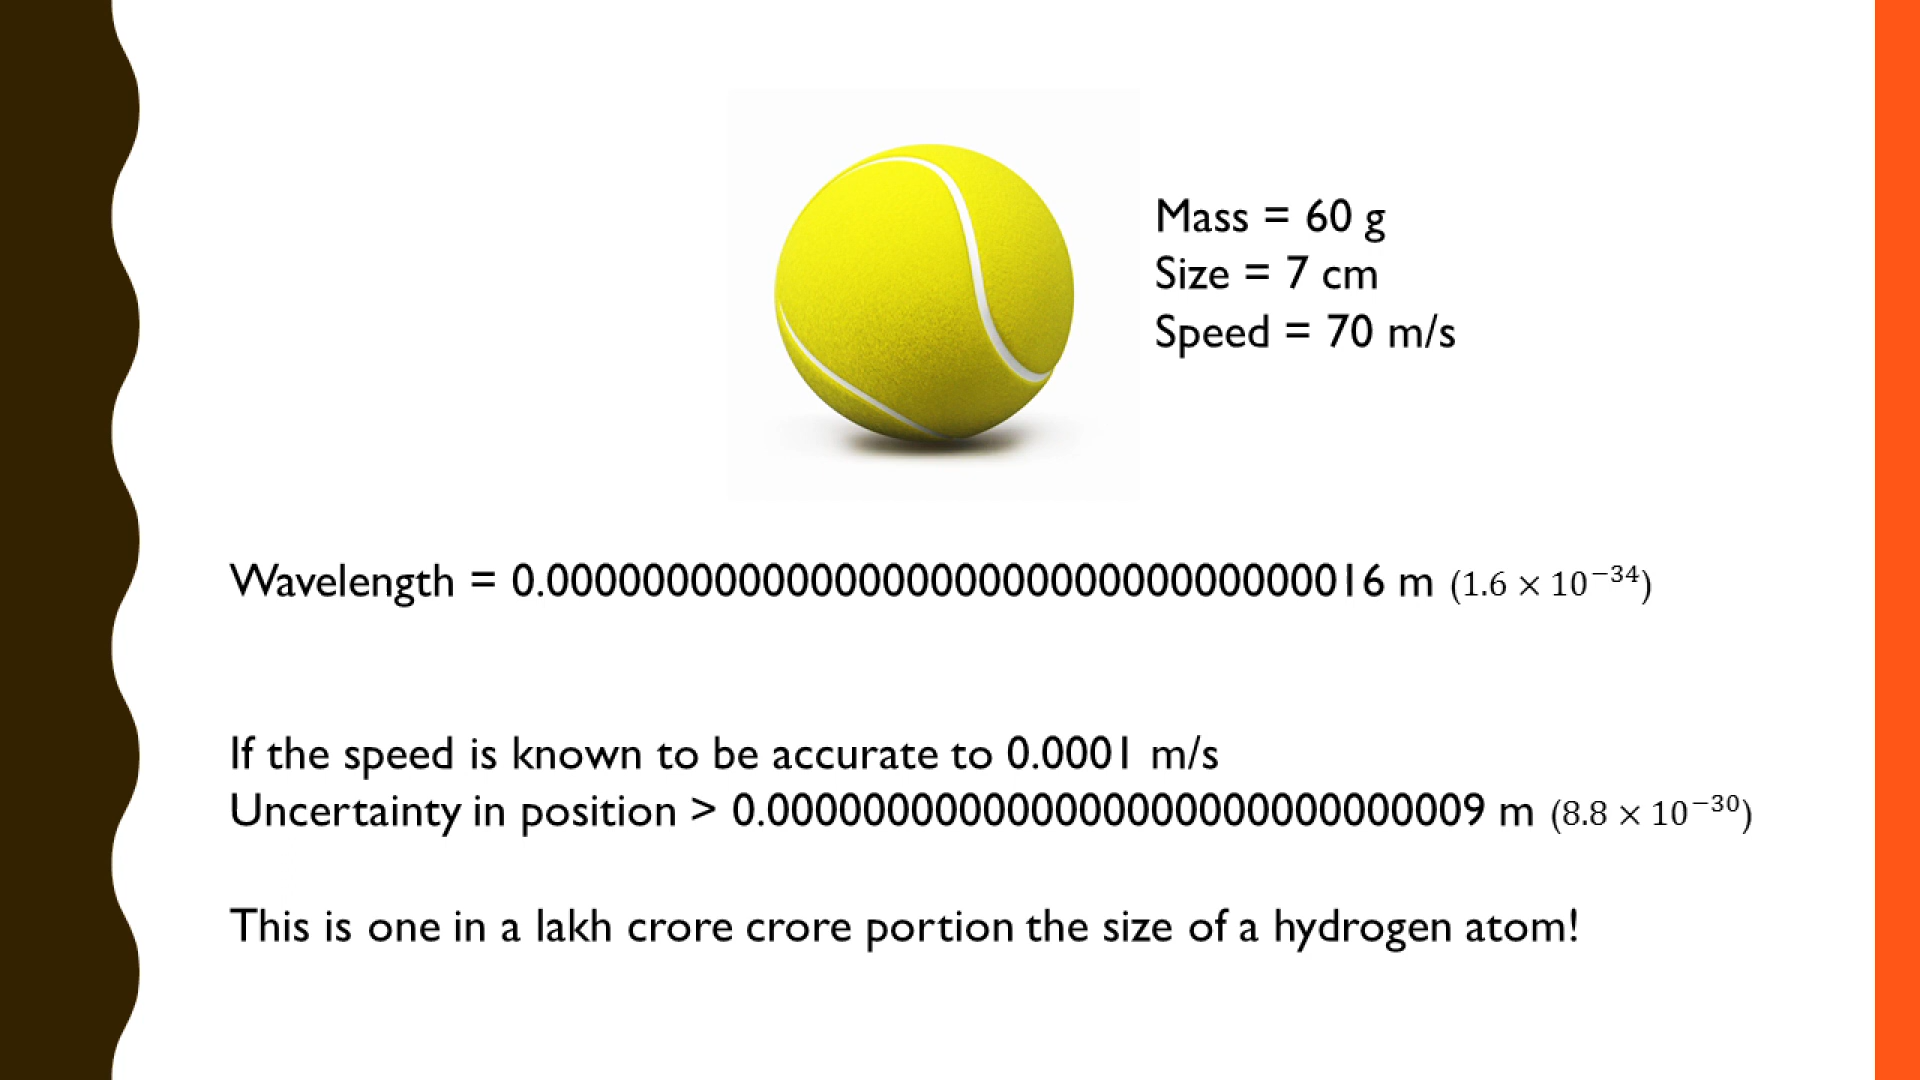 Mass = 60 g
Size = 7 cm
Speed = 70 m/s
Wavelength = 0.00000000000000000000000000000000016 m (1.6 × 10⁻³⁴)
If the speed is known to be accurate to 0.0001 m/s
Uncertainty in position > 0.000000000000000000000000000009 m (8.8 × 10⁻³⁰)
This is one in a lakh crore crore portion the size of a hydrogen atom!